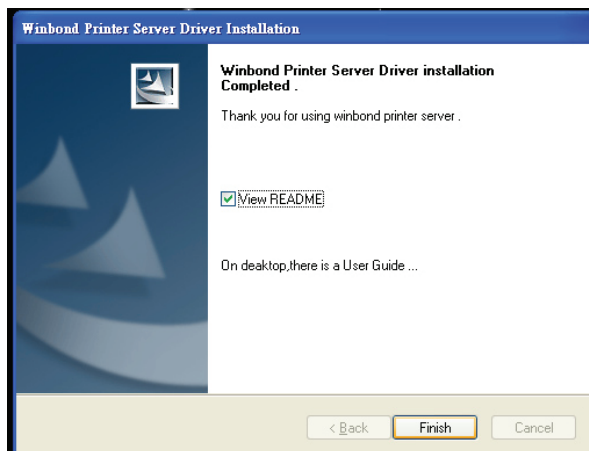 Winbond Printer Server Driver Installation
Winbond Printer Server Driver installation
Completed .
Thank you for using winbond printer server .
View README
On deaktop,there is a User Guide ...
< Back
Finish
Cancel